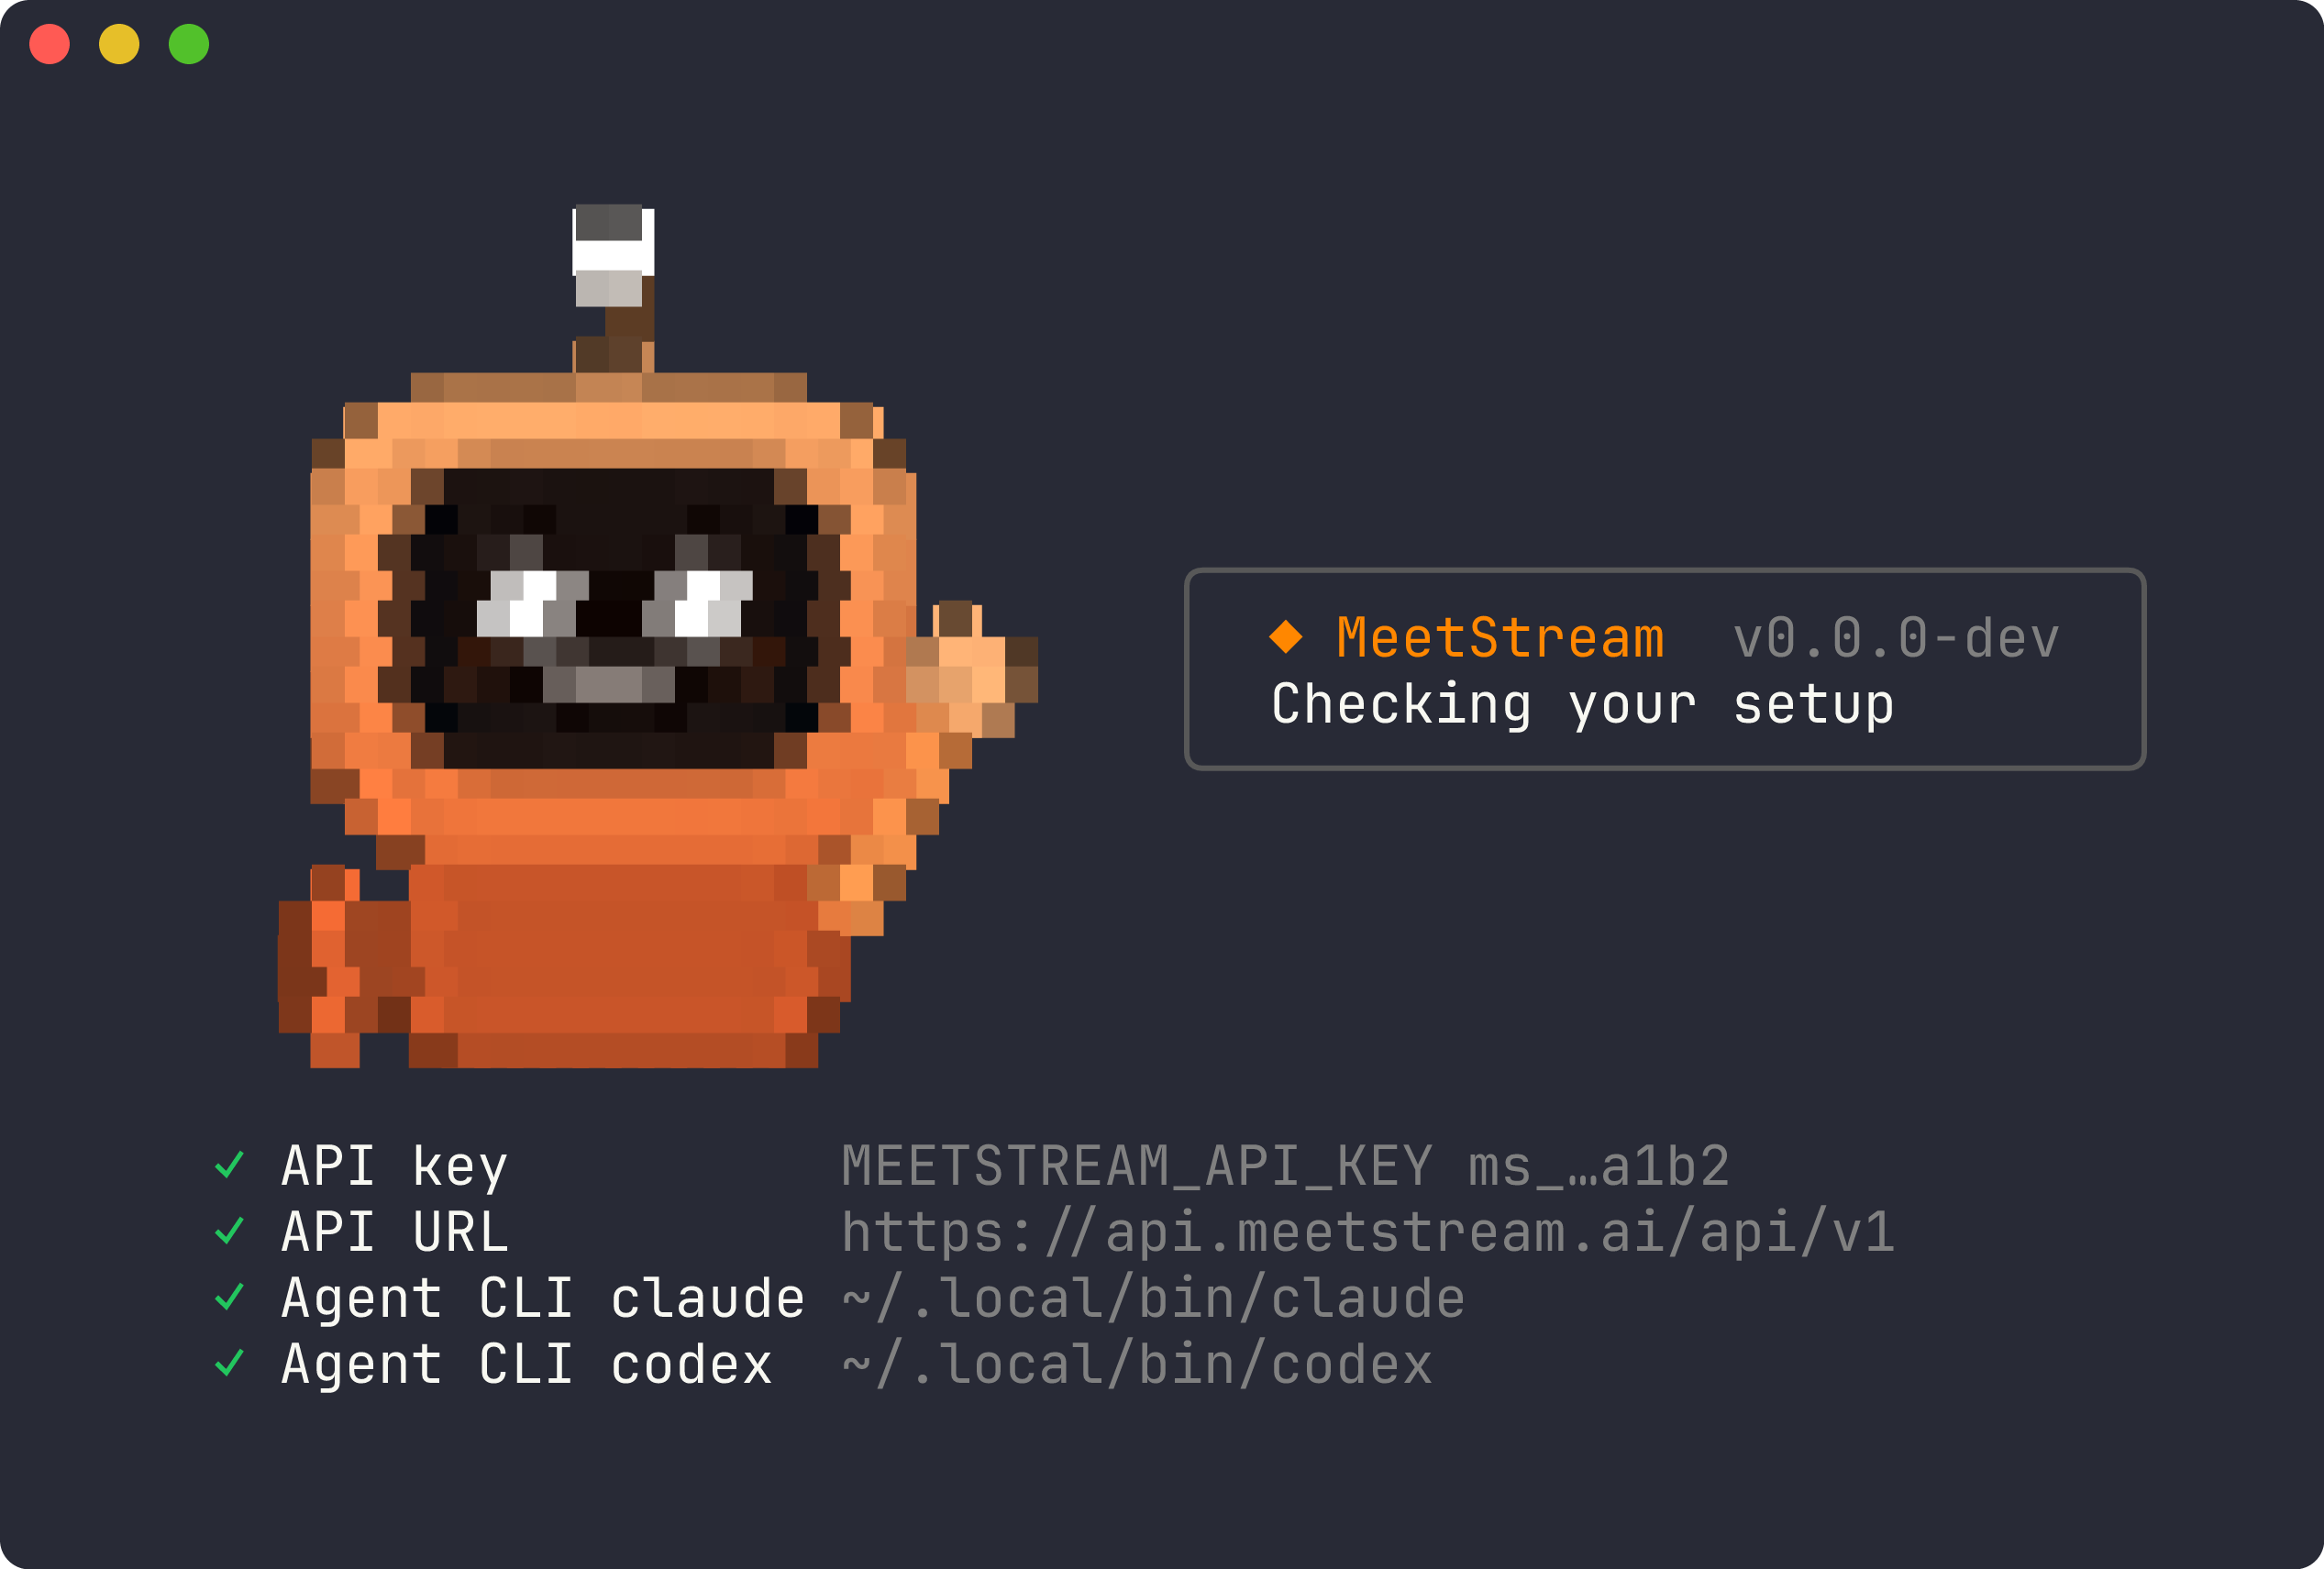 ◆ MeetStream v0.0.0-dev
Checking your setup
✓ API key MEETSTREAM_API_KEY ms_…a1b2
✓ API URL https://api.meetstream.ai/api/v1
✓ Agent CLI claude ~/.local/bin/claude
✓ Agent CLI codex ~/.local/bin/codex